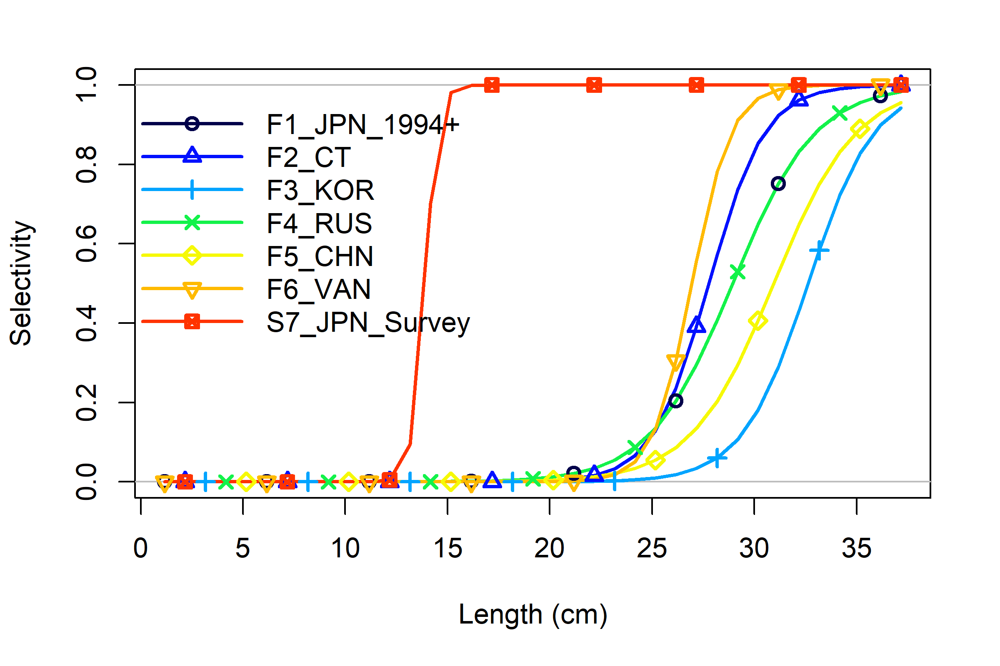 Selectivity
1.0
0.8
0.6
0.4
0.2
0.0
F1_JPN_1994+
F2_CT
F3_KOR
F4_RUS
F5_CHN
F6_VAN
S7_JPN_Survey
0 5 10 15 20 25 30 35
Length (cm)